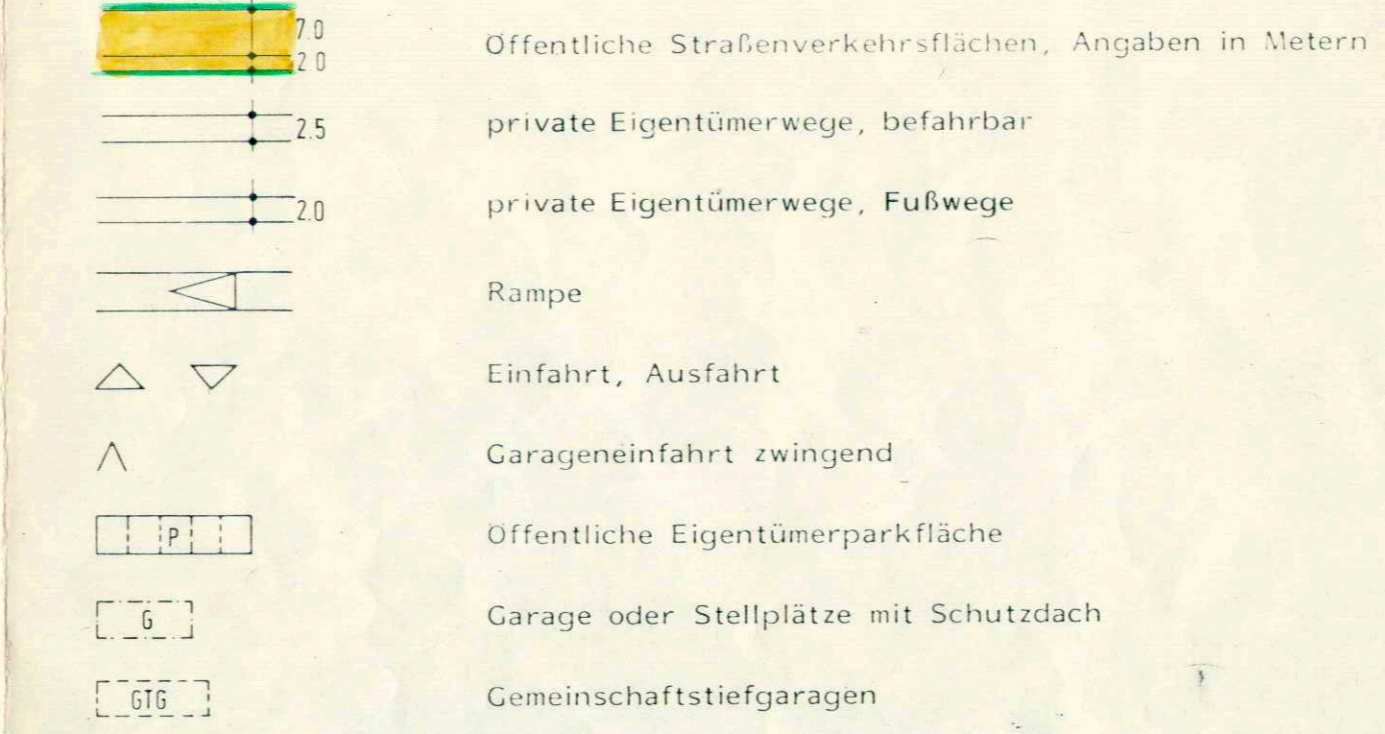 7.0
2.0 Öffentliche Straßenverkehrsflächen, Angaben in Metern
2.5 private Eigentümerwege, befahrbar
2.0 private Eigentümerwege, Fußwege
Rampe
Einfahrt, Ausfahrt
Garageneinfahrt zwingend
P Öffentliche Eigentümerparkfläche
G Garage oder Stellplätze mit Schutzdach
GTG Gemeinschaftstiefgaragen